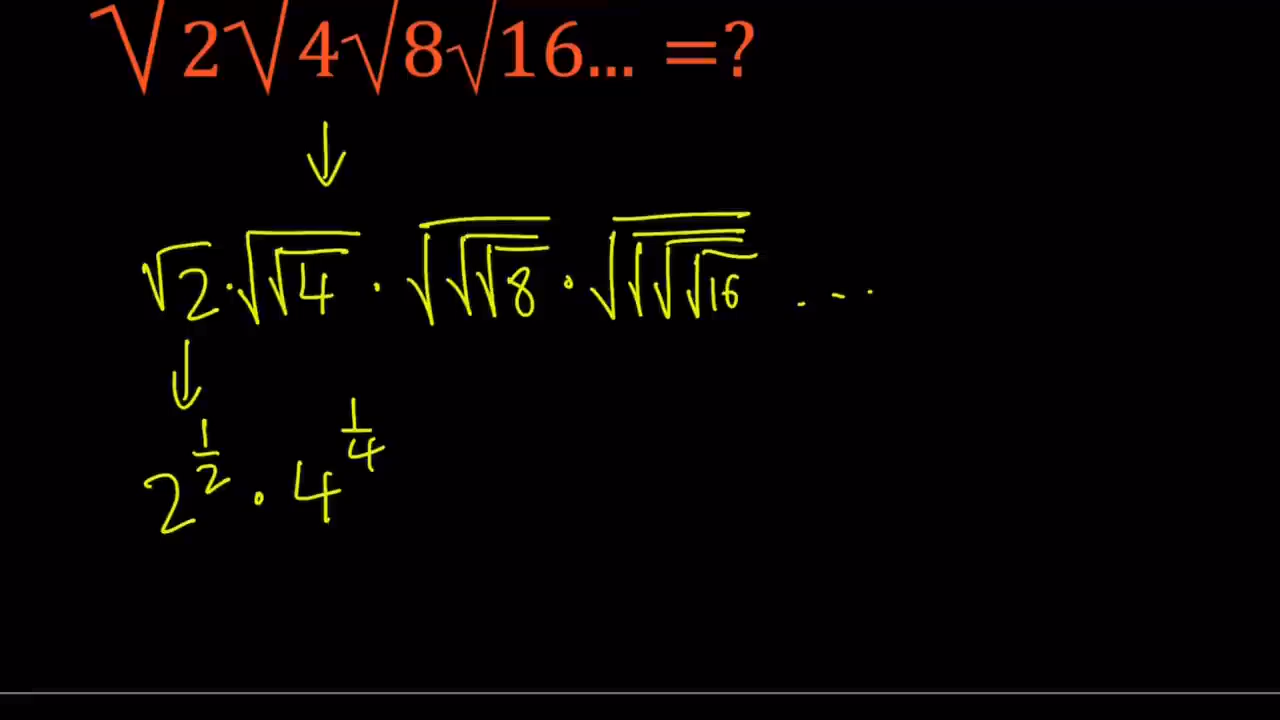 √2√4√8√16... =?
↓
√2 · √√4 · √√√8 · √√√√16 ....
↓
2^(1/2) · 4^(1/4)